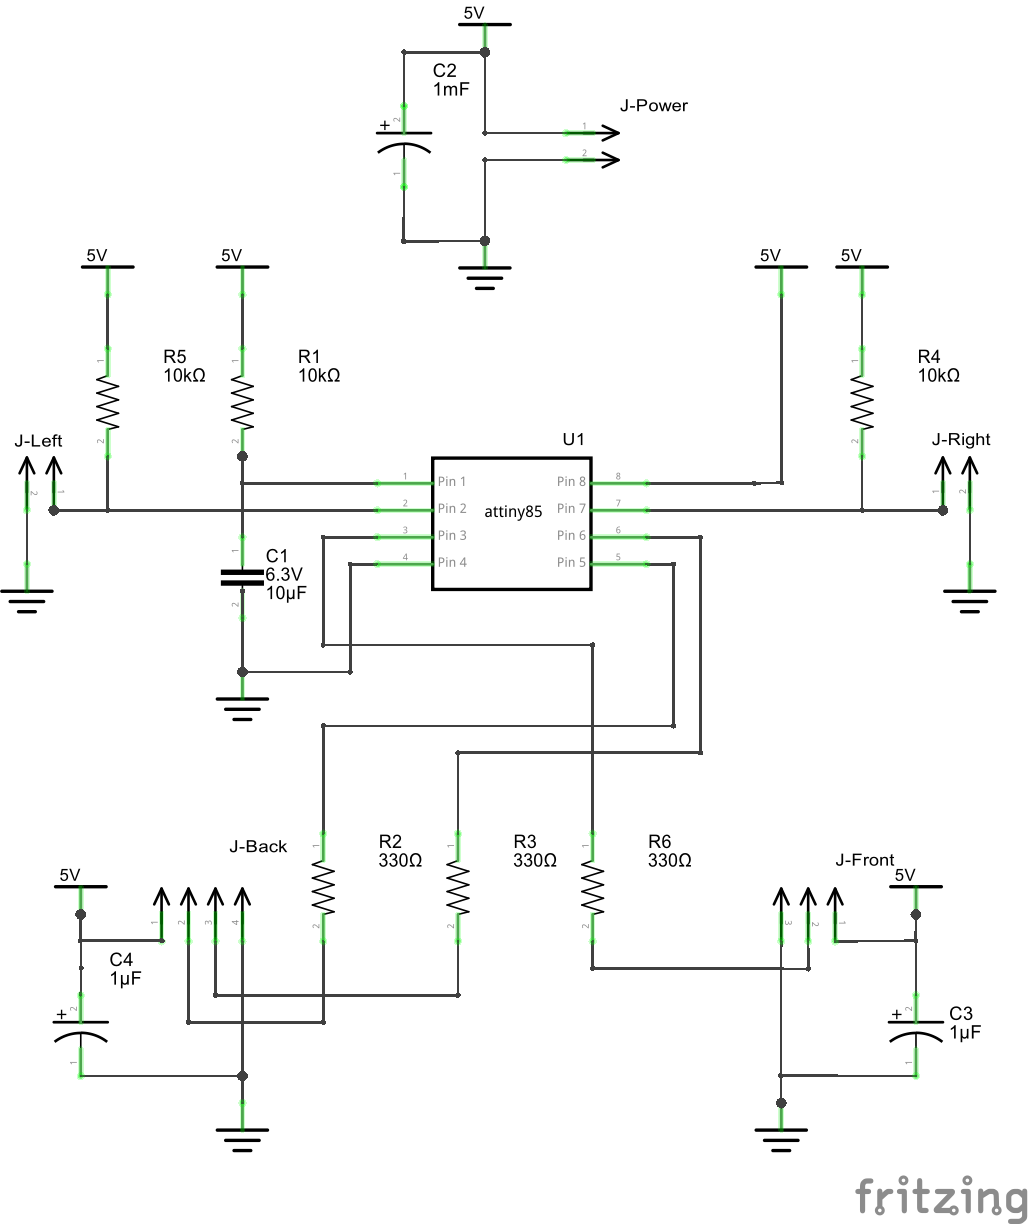 5V
C2
1mF
+
2
1
J-Power
1
2
5V
5V
5V
5V
R5
10kΩ
1
2
R1
10kΩ
1
2
R4
10kΩ
1
2
J-Left
2
1
U1
J-Right
1
2
1
Pin 1
Pin 8
8
2
Pin 2
attiny85
Pin 7
7
3
Pin 3
Pin 6
6
4
Pin 4
Pin 5
5
C1
6.3V
10µF
1
2
J-Back
R2
330Ω
1
2
R3
330Ω
1
2
R6
330Ω
1
2
J-Front
5V
5V
1
2
3
4
3
2
1
C4
1µF
+
2
1
C3
1µF
+
2
1
fritzing